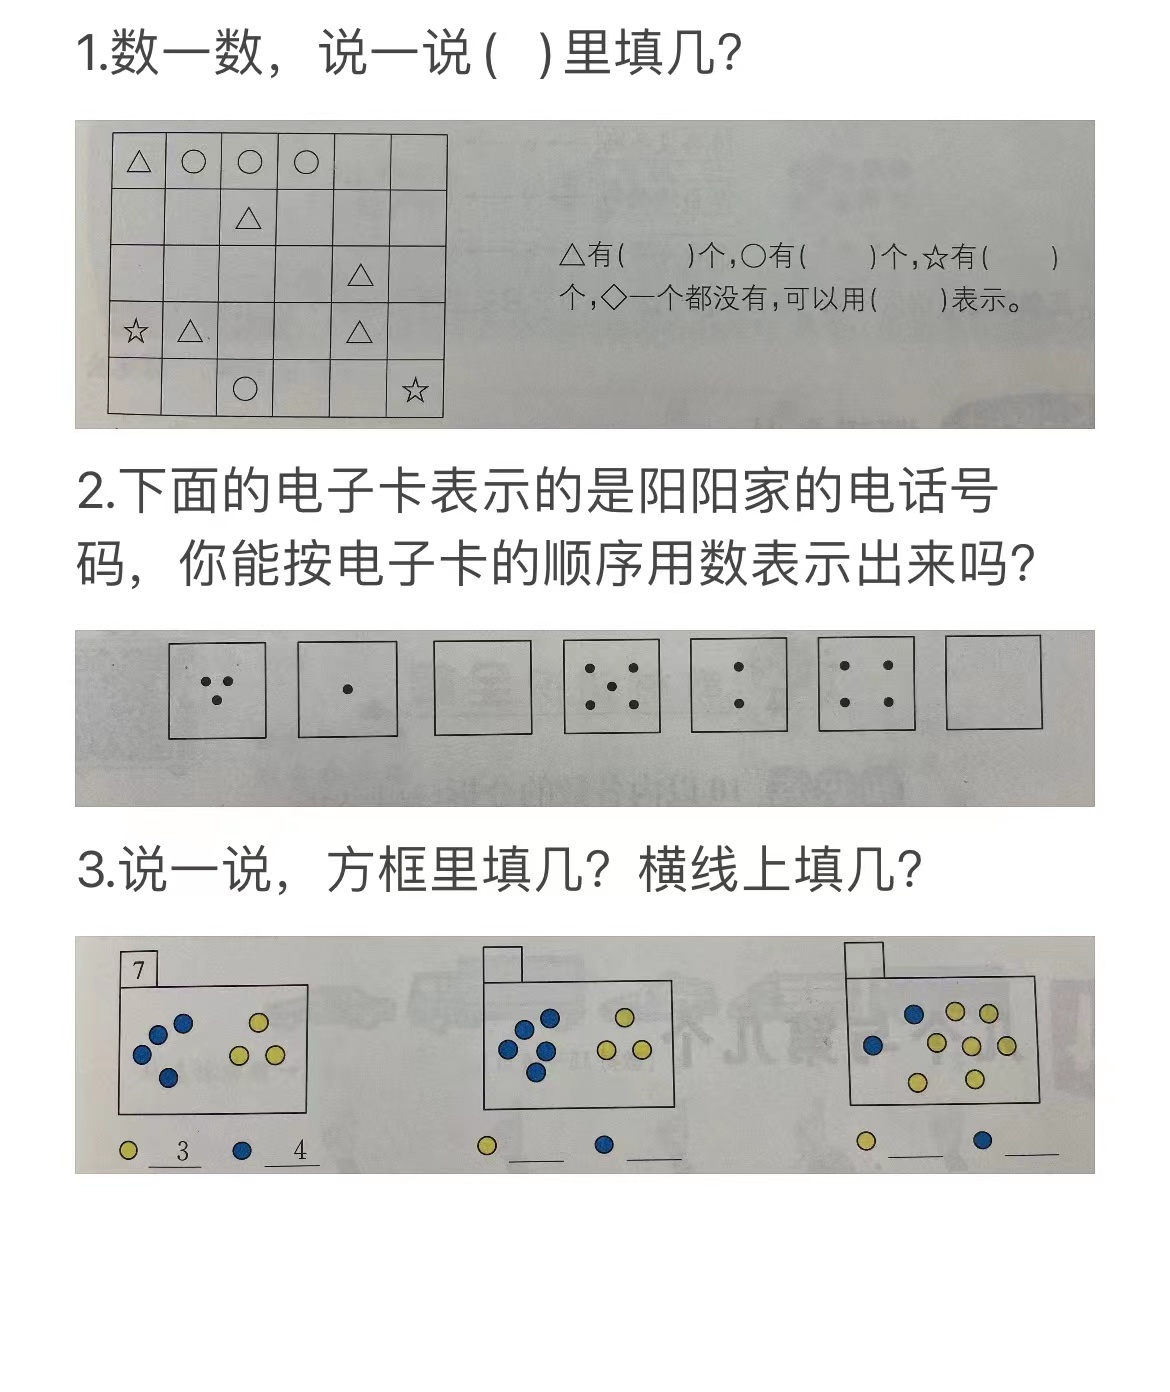 1.数一数，说一说( )里填几？
△有( )个,○有( )个,☆有( )
个,◇一个都没有,可以用( )表示。
2.下面的电子卡表示的是阳阳家的电话号
码，你能按电子卡的顺序用数表示出来吗？
3.说一说，方框里填几？横线上填几？
7
3 4